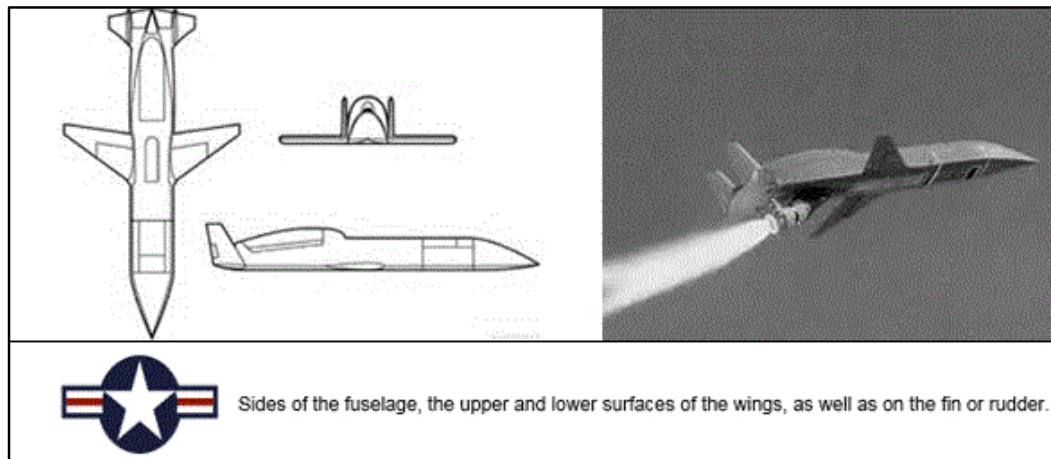 Sides of the fuselage, the upper and lower surfaces of the wings, as well as on the fin or rudder.